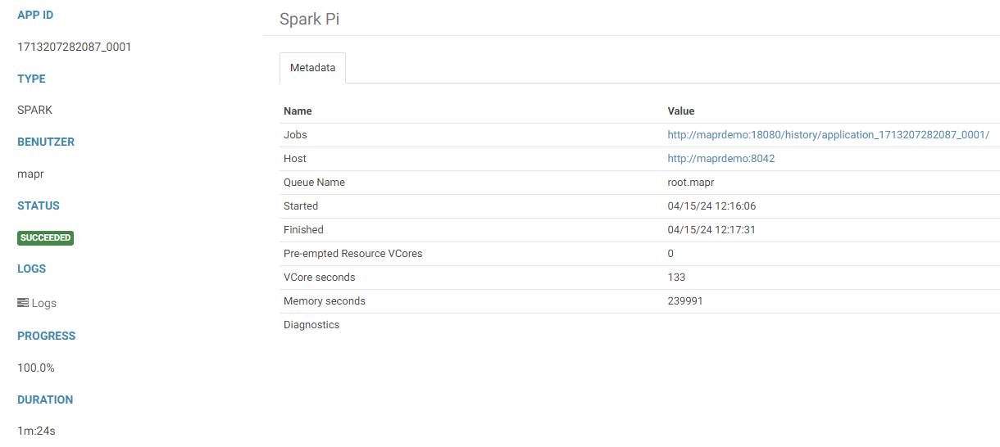 APP ID
1713207282087_0001
TYPE
SPARK
BENUTZER
mapr
STATUS
SUCCEEDED
LOGS
Logs
PROGRESS
100.0%
DURATION
1m:24s
Spark Pi
Metadata
Name Value
Jobs http://maprdemo:18080/history/application_1713207282087_0001/
Host http://maprdemo:8042
Queue Name root.mapr
Started 04/15/24 12:16:06
Finished 04/15/24 12:17:31
Pre-empted Resource VCores 0
VCore seconds 133
Memory seconds 239991
Diagnostics